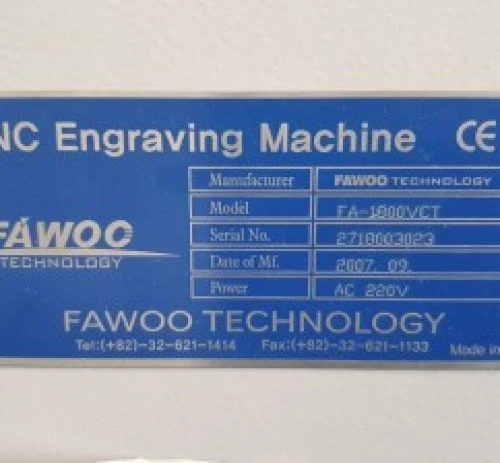 NC Engraving Machine CE
Manufacturer FAWOO TECHNOLOGY
Model FA-1800VCT
Serial No. 2718003023
Date of Mf. 2007. 09.
Power AC 220V
FAWOO
TECHNOLOGY
FAWOO TECHNOLOGY
Tel:(+82)-32-621-1414 Fax:(+82)-32-621-1133
Made in